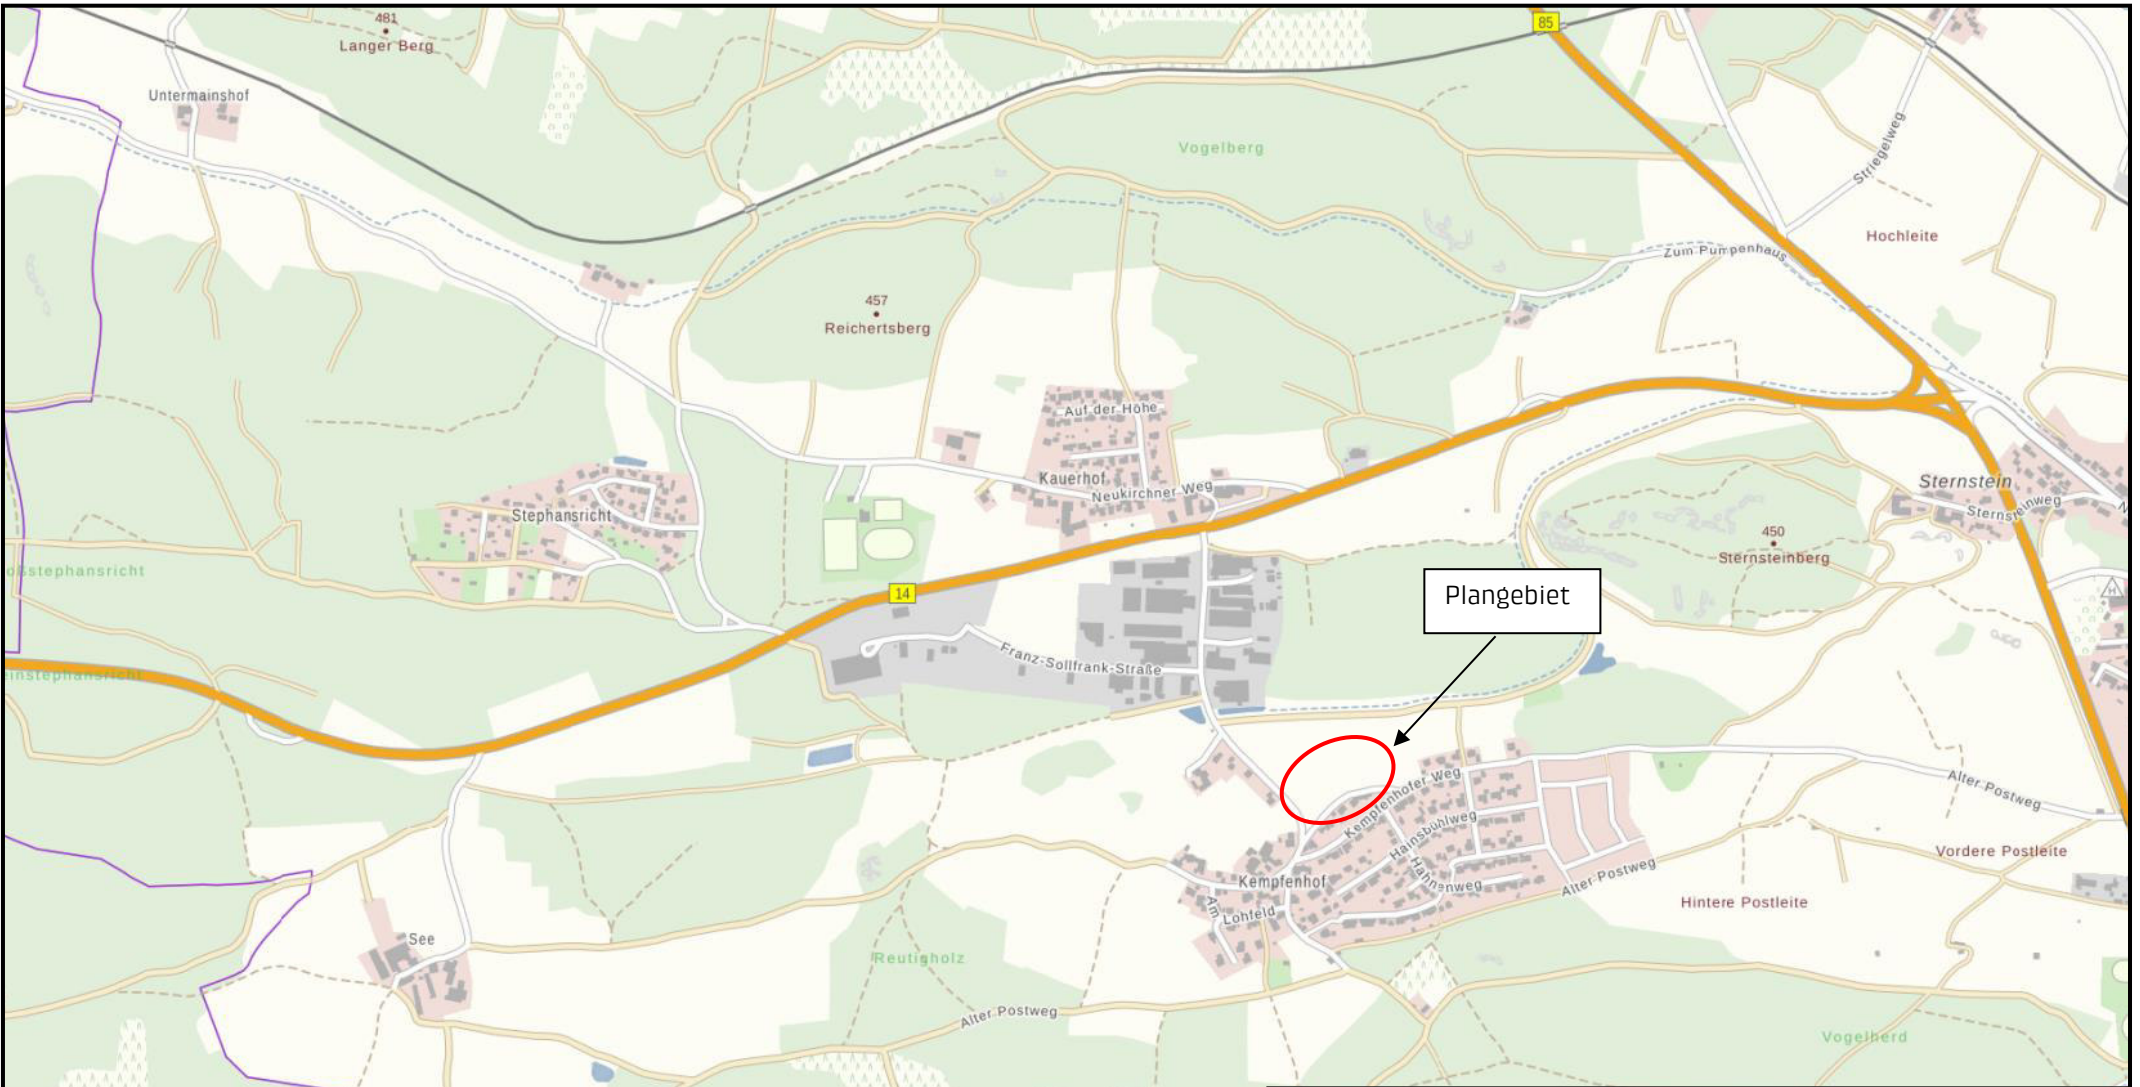 481
Langer Berg
85
Untermainshof
Vogelberg
Striegelweg
Hochleite
Zum Pumpenhaus
457
Reichertsberg
Auf der Höhe
Kauerhof
Neukirchner Weg
Stephansricht
Sternstein
Sternsteinweg
450
Sternsteinberg
oßstephansricht
Plangebiet
14
Franz-Sollfrank-Straße
einstephansricht
Kempfenhofer Weg
Alter Postweg
Hainsbühlweg
Vordere Postleite
Hahnenweg
Alter Postweg
Kempfenhof
Hintere Postleite
Am
Lohfeld
See
Reutigholz
Alter Postweg
Vogelherd
H